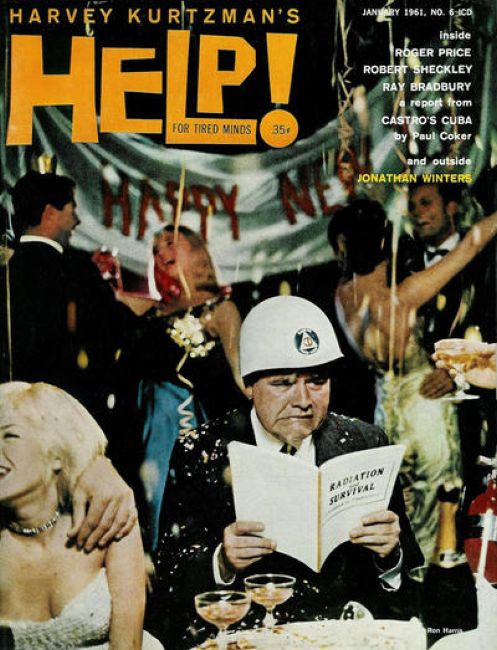 HARVEY KURTZMAN'S
HELP!
FOR TIRED MINDS
35¢
JANUARY 1961, NO. 6 ICD
inside
ROGER PRICE
ROBERT SHECKLEY
RAY BRADBURY
a report from
CASTRO'S CUBA
by Paul Coker
and outside
JONATHAN WINTERS
HAPPY NEW
RADIATION
SURVIVAL
Ron Harris